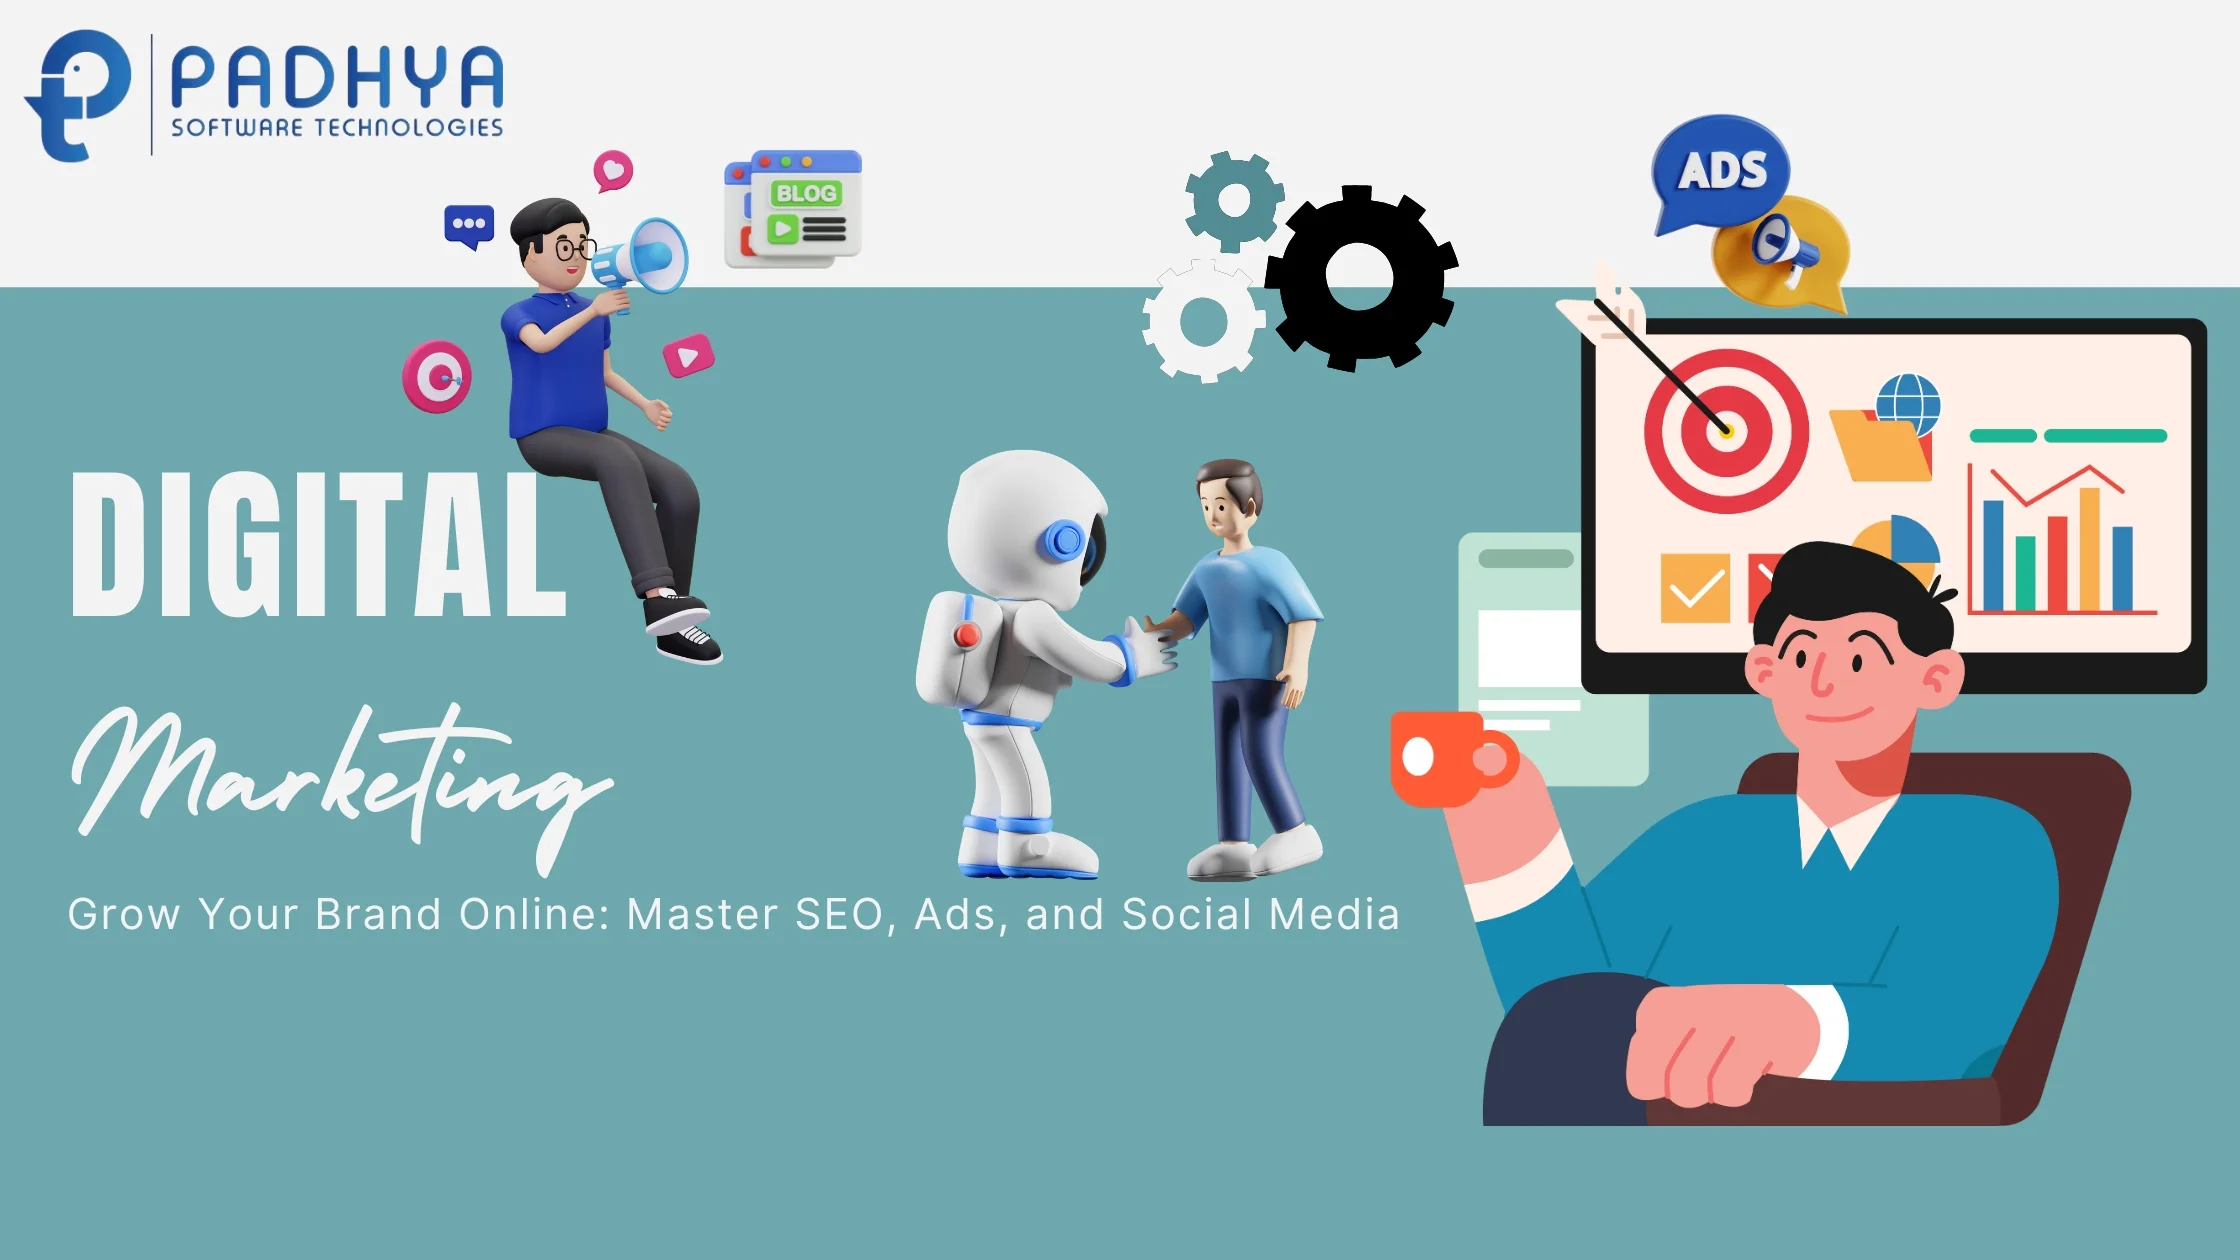 PADHYA
SOFTWARE TECHNOLOGIES
BLOG
ADS
DIGITAL
Marketing
Grow Your Brand Online: Master SEO, Ads, and Social Media